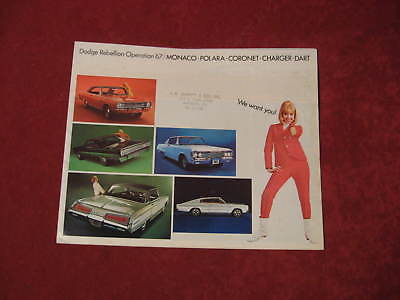 Dodge Rebellion Operation 67/MONACO·POLARA·CORONET·CHARGER·DART
We want you!